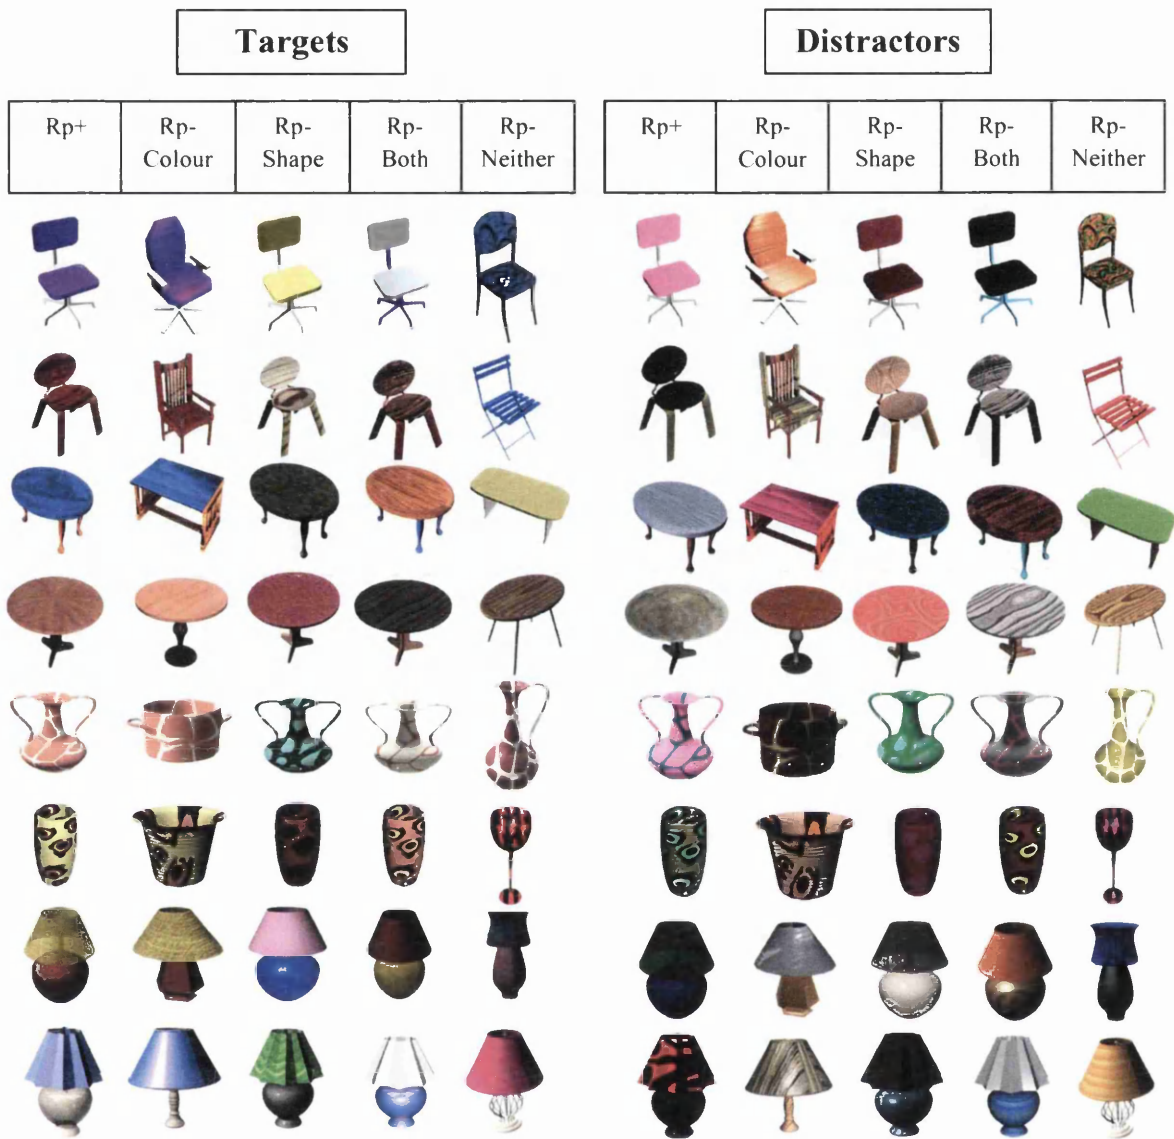 Targets
Distractors
Rp+
Rp-
Colour
Rp-
Shape
Rp-
Both
Rp-
Neither
Rp+
Rp-
Colour
Rp-
Shape
Rp-
Both
Rp-
Neither